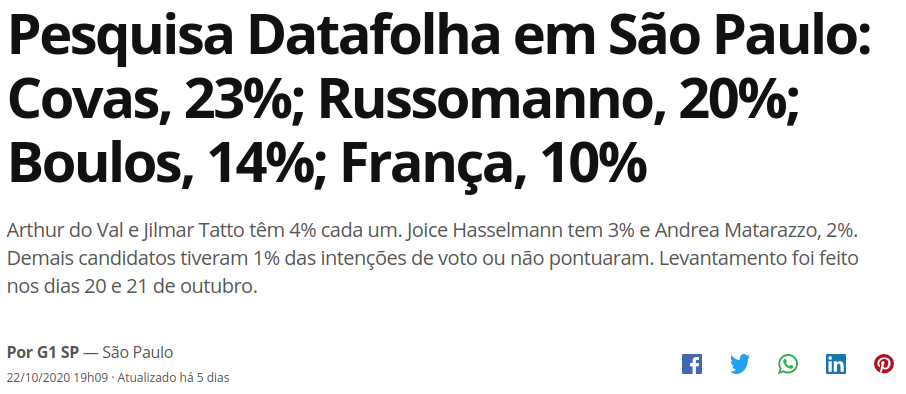 Pesquisa Datafolha em São Paulo:
Covas, 23%; Russomanno, 20%;
Boulos, 14%; França, 10%
Arthur do Val e Jilmar Tatto têm 4% cada um. Joice Hasselmann tem 3% e Andrea Matarazzo, 2%.
Demais candidatos tiveram 1% das intenções de voto ou não pontuaram. Levantamento foi feito
nos dias 20 e 21 de outubro.
Por G1 SP — São Paulo
22/10/2020 19h09 · Atualizado há 5 dias